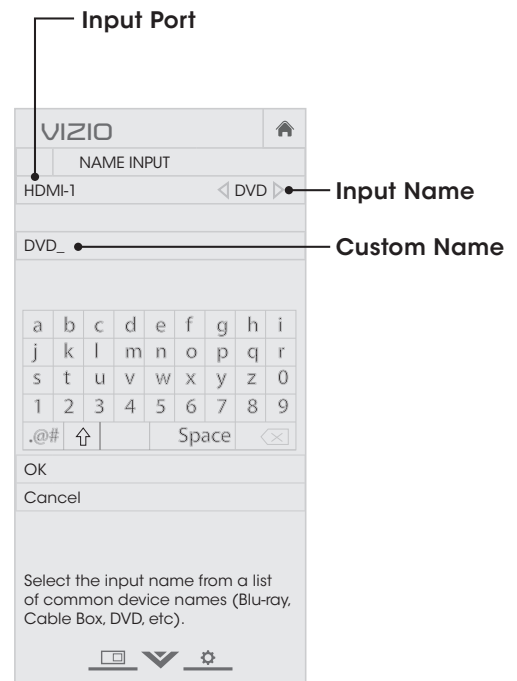 Input Port
VIZIO
NAME INPUT
HDMI-1 DVD Input Name
DVD_ Custom Name
a b c d e f g h i
j k l m n o p q r
s t u v w x y z 0
1 2 3 4 5 6 7 8 9
.@# Space
OK
Cancel
Select the input name from a list
of common device names (Blu-ray,
Cable Box, DVD, etc).